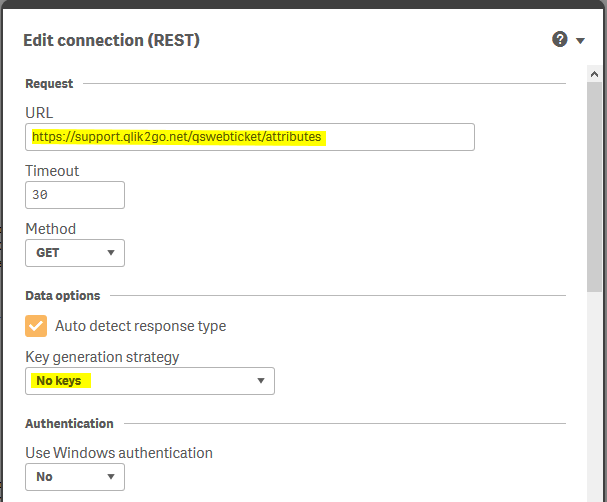 Edit connection (REST)
?
Request
URL
https://support.qlik2go.net/qswebticket/attributes
Timeout
30
Method
GET
Data options
Auto detect response type
Key generation strategy
No keys
Authentication
Use Windows authentication
No